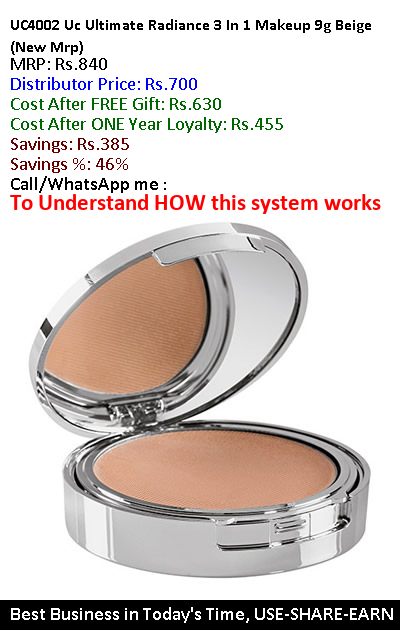 UC4002 Uc Ultimate Radiance 3 In 1 Makeup 9g Beige
(New Mrp)
MRP: Rs.840
Distributor Price: Rs.700
Cost After FREE Gift: Rs.630
Cost After ONE Year Loyalty: Rs.455
Savings: Rs.385
Savings %: 46%
Call/WhatsApp me :
To Understand HOW this system works
Best Business in Today's Time, USE-SHARE-EARN